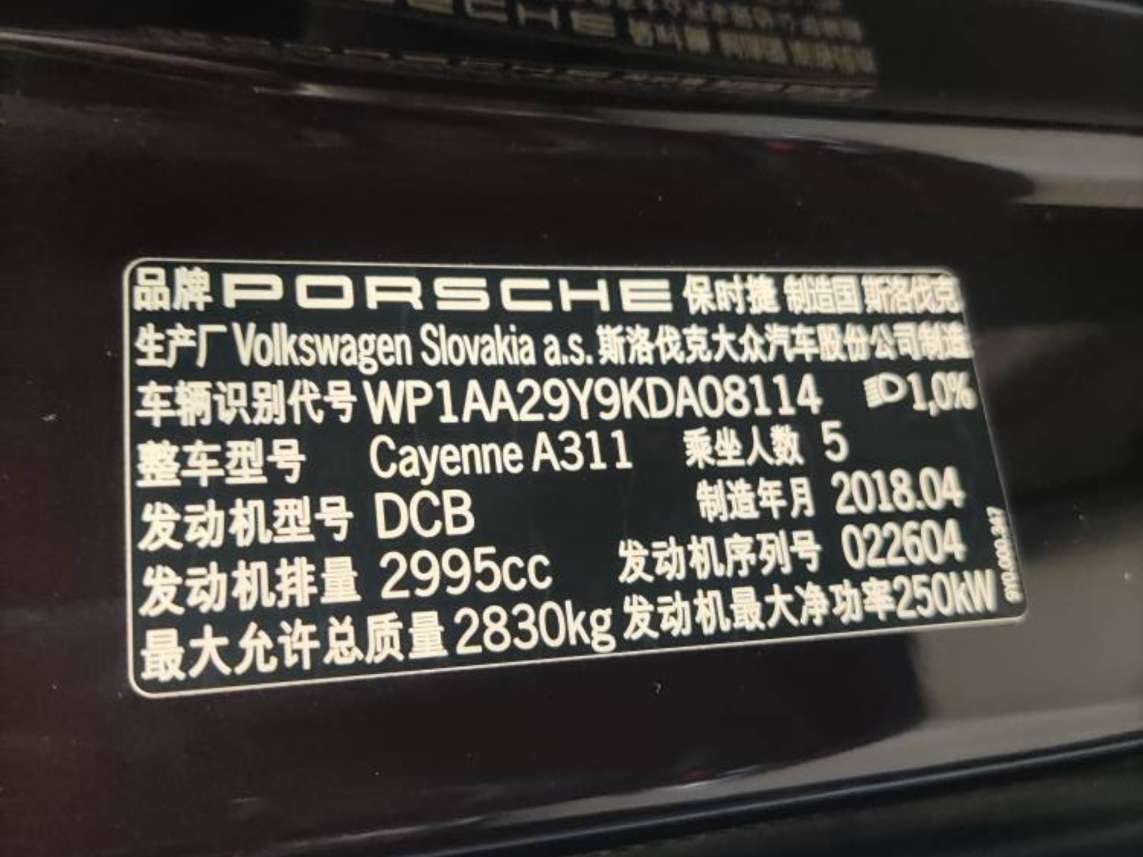 品牌 PORSCHE 保时捷 制造国 斯洛伐克
生产厂 Volkswagen Slovakia a.s. 斯洛伐克大众汽车股份公司制造
车辆识别代号 WP1AA29Y9KDA08114 1,0%
整车型号 Cayenne A311 乘坐人数 5
发动机型号 DCB 制造年月 2018.04
发动机排量 2995cc 发动机序列号 022604
最大允许总质量 2830kg 发动机最大净功率250kW
9Y0.000.347